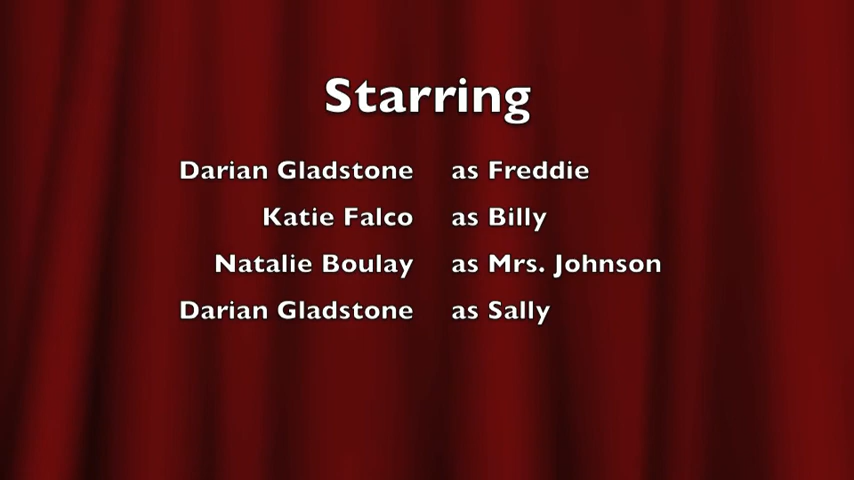 Starring
Darian Gladstone as Freddie
Katie Falco as Billy
Natalie Boulay as Mrs. Johnson
Darian Gladstone as Sally